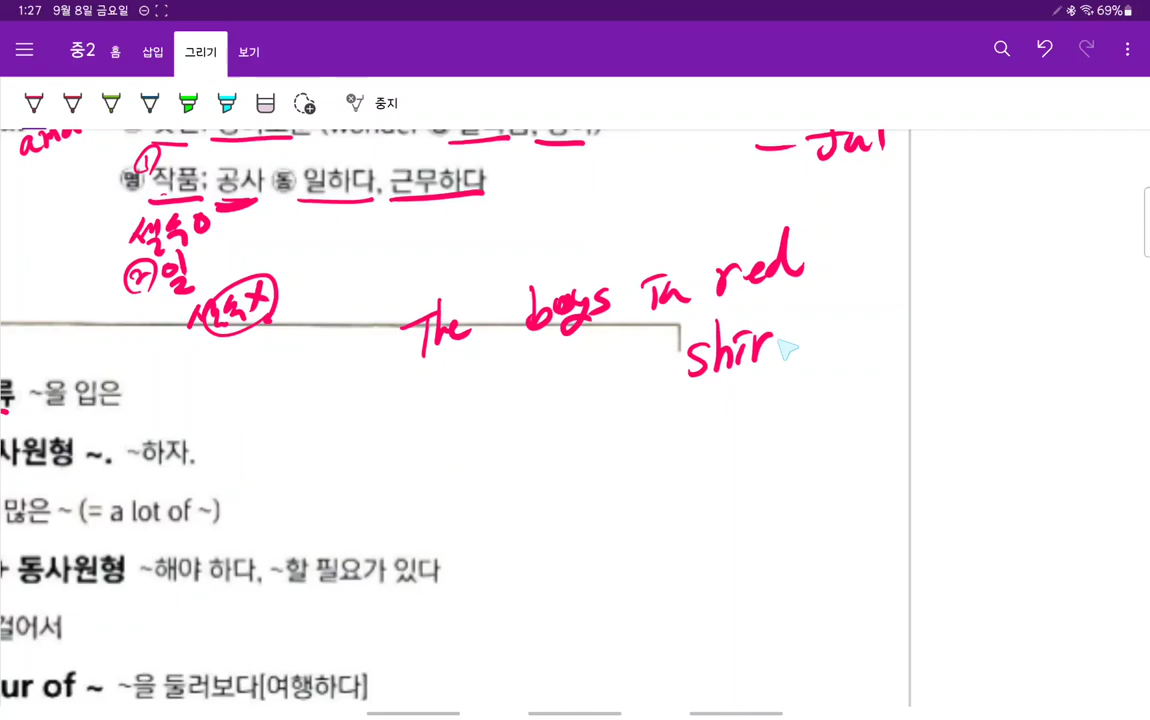 1:27 9월 8일 금요일 69%
중2 홈 삽입 그리기 보기
중지
①
명 작품; 공사 동 일하다, 근무하다
셀수O
② 일
셀수X
The boys in red
shir
류 ~을 입은
사원형 ~. ~하자.
많은 ~ (= a lot of ~)
+ 동사원형 ~해야 하다, ~할 필요가 있다
걸어서
ur of ~ ~을 둘러보다[여행하다]